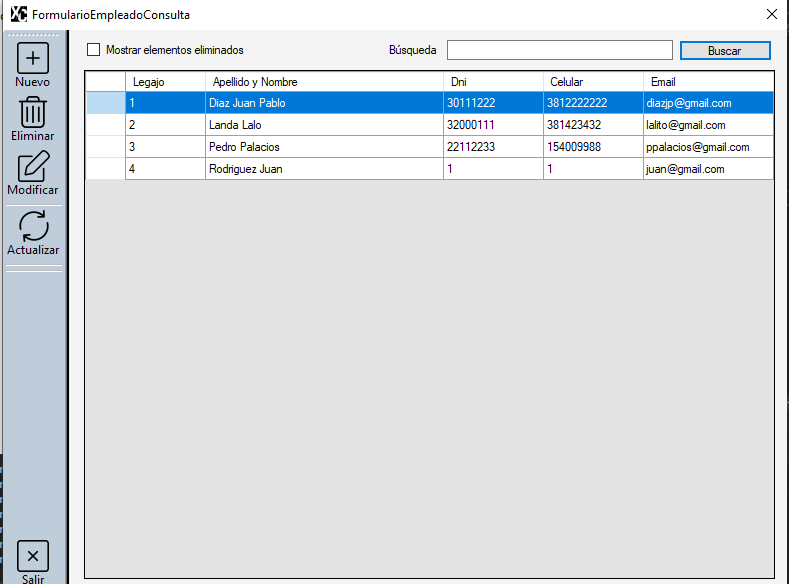 FormularioEmpleadoConsulta
Nuevo
Eliminar
Modificar
Actualizar
Salir
Mostrar elementos eliminados Búsqueda Buscar
Legajo Apellido y Nombre Dni Celular Email
1 Diaz Juan Pablo 30111222 3812222222 diazjp@gmail.com
2 Landa Lalo 32000111 381423432 lalito@gmail.com
3 Pedro Palacios 22112233 154009988 ppalacios@gmail.com
4 Rodriguez Juan 1 1 juan@gmail.com